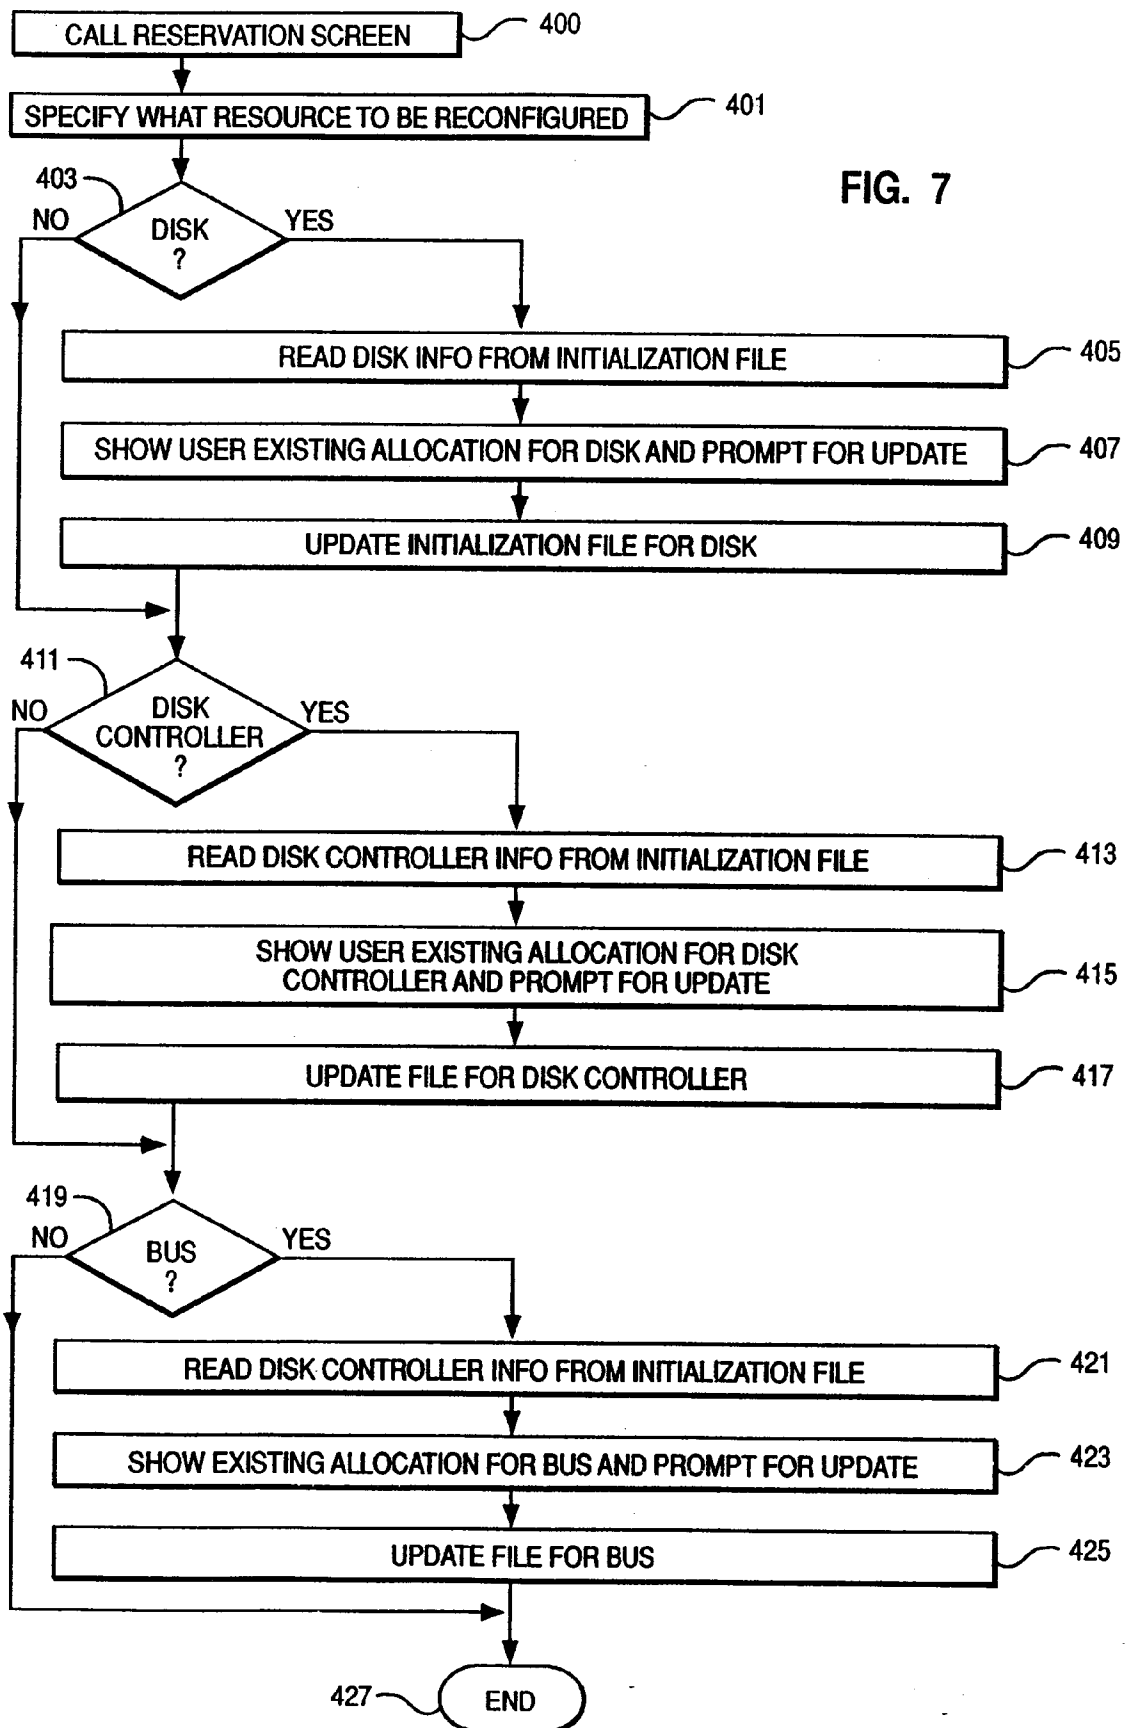 CALL RESERVATION SCREEN
400
SPECIFY WHAT RESOURCE TO BE RECONFIGURED
401
FIG. 7
403
NO
DISK
?
YES
READ DISK INFO FROM INITIALIZATION FILE
405
SHOW USER EXISTING ALLOCATION FOR DISK AND PROMPT FOR UPDATE
407
UPDATE INITIALIZATION FILE FOR DISK
409
411
NO
DISK
CONTROLLER
?
YES
READ DISK CONTROLLER INFO FROM INITIALIZATION FILE
413
SHOW USER EXISTING ALLOCATION FOR DISK
CONTROLLER AND PROMPT FOR UPDATE
415
UPDATE FILE FOR DISK CONTROLLER
417
419
NO
BUS
?
YES
READ DISK CONTROLLER INFO FROM INITIALIZATION FILE
421
SHOW EXISTING ALLOCATION FOR BUS AND PROMPT FOR UPDATE
423
UPDATE FILE FOR BUS
425
427
END